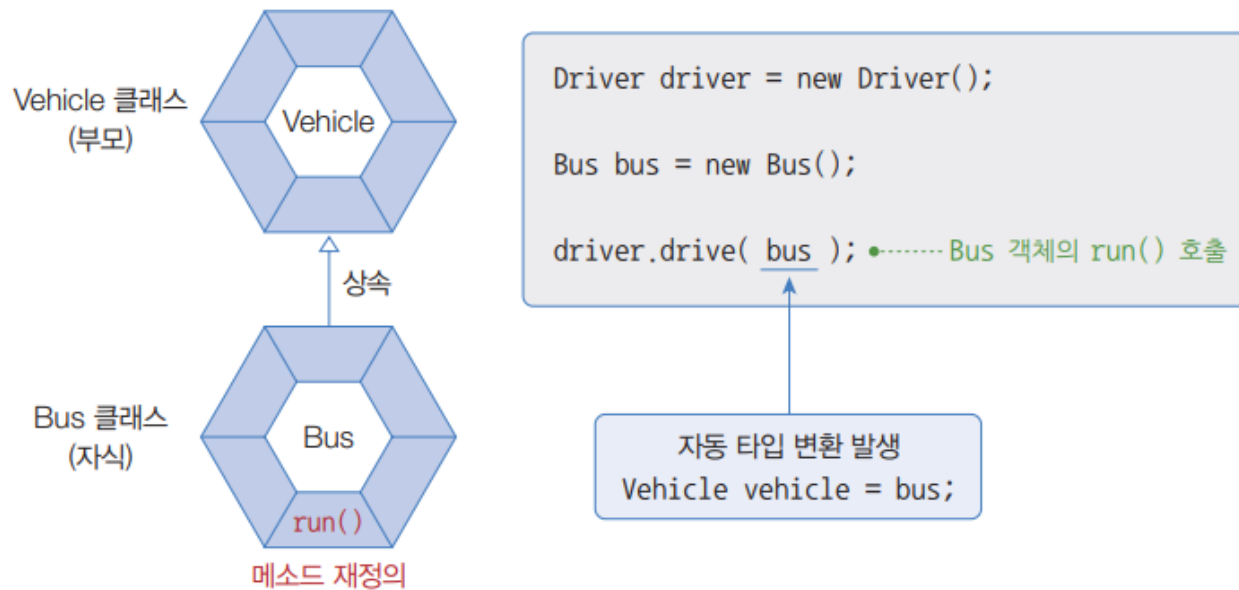 Vehicle 클래스
(부모)
Vehicle
상속
Bus 클래스
(자식)
Bus
run()
메소드 재정의
Driver driver = new Driver();
Bus bus = new Bus();
driver.drive( bus ); Bus 객체의 run() 호출
자동 타입 변환 발생
Vehicle vehicle = bus;